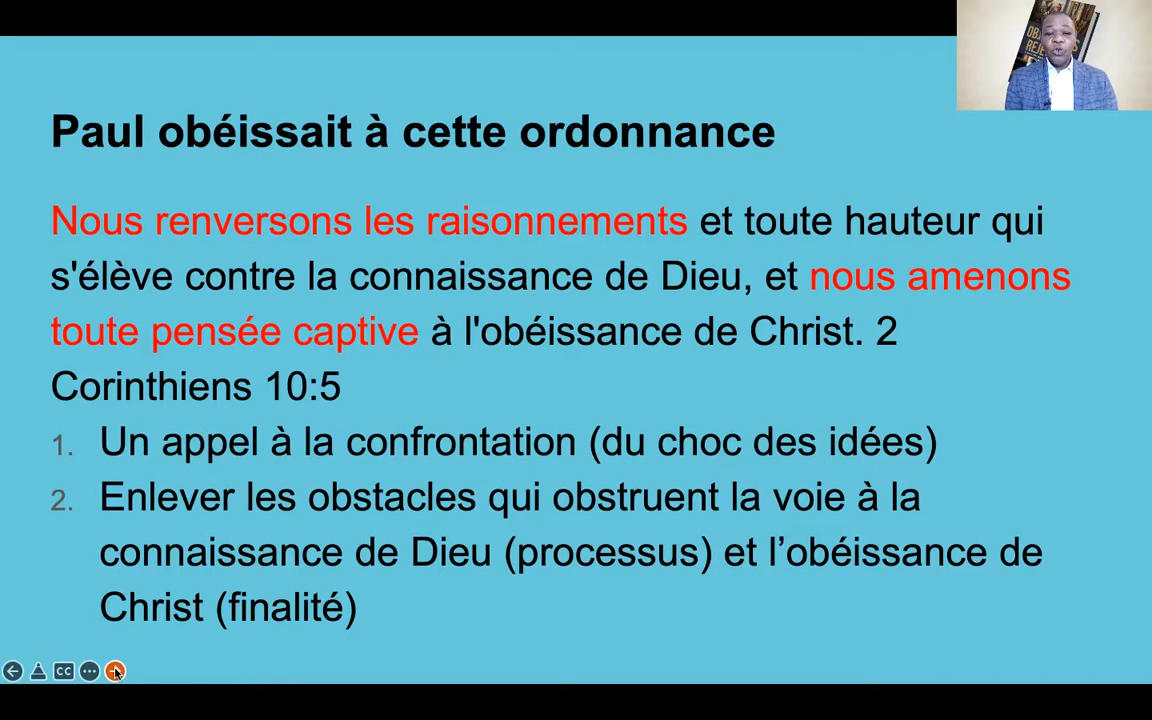 Paul obéissait à cette ordonnance
Nous renversons les raisonnements et toute hauteur qui
s'élève contre la connaissance de Dieu, et nous amenons
toute pensée captive à l'obéissance de Christ. 2
Corinthiens 10:5
1. Un appel à la confrontation (du choc des idées)
2. Enlever les obstacles qui obstruent la voie à la
connaissance de Dieu (processus) et l’obéissance de
Christ (finalité)
CC